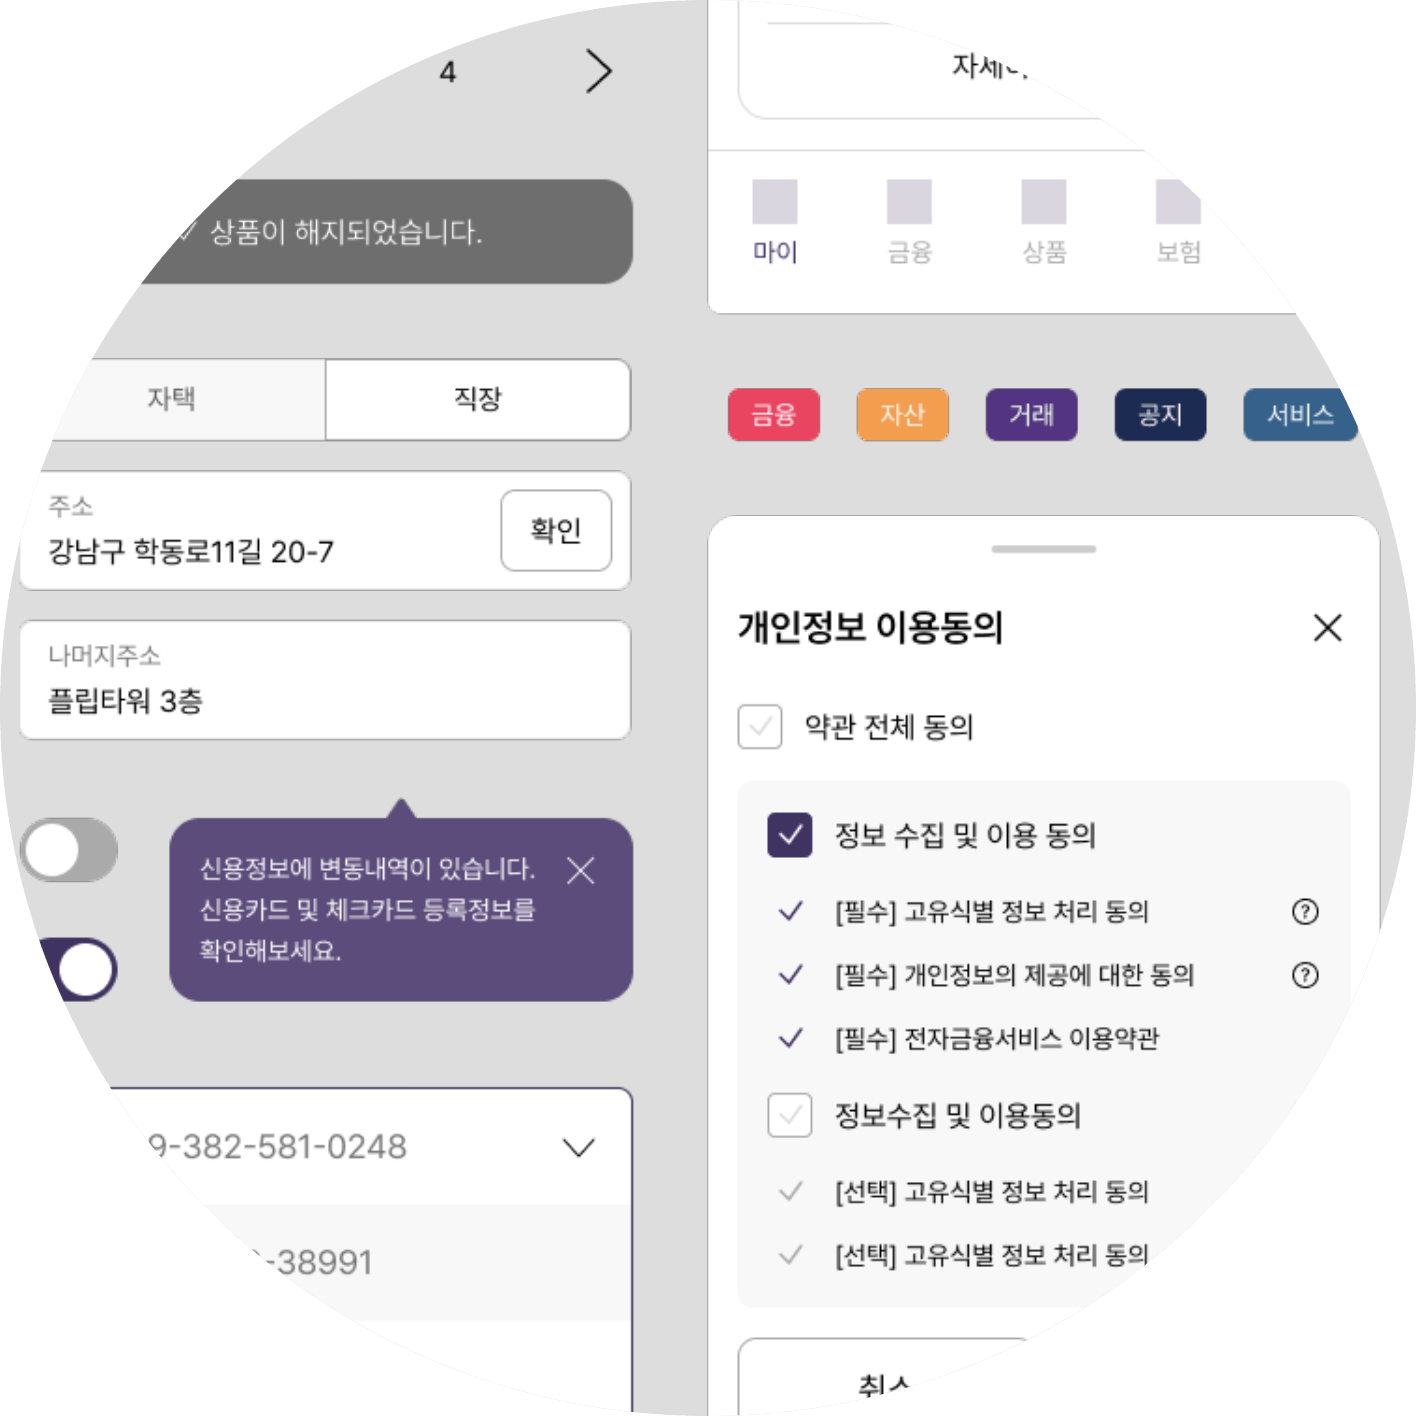 4
상품이 해지되었습니다.
자택
직장
주소
강남구 학동로11길 20-7
확인
나머지주소
플립타워 3층
신용정보에 변동내역이 있습니다.
신용카드 및 체크카드 등록정보를
확인해보세요.
9-382-581-0248
-38991
마이
금융
상품
보험
금융
자산
거래
공지
서비스
개인정보 이용동의
약관 전체 동의
정보 수집 및 이용 동의
[필수] 고유식별 정보 처리 동의
[필수] 개인정보의 제공에 대한 동의
[필수] 전자금융서비스 이용약관
정보수집 및 이용동의
[선택] 고유식별 정보 처리 동의
[선택] 고유식별 정보 처리 동의